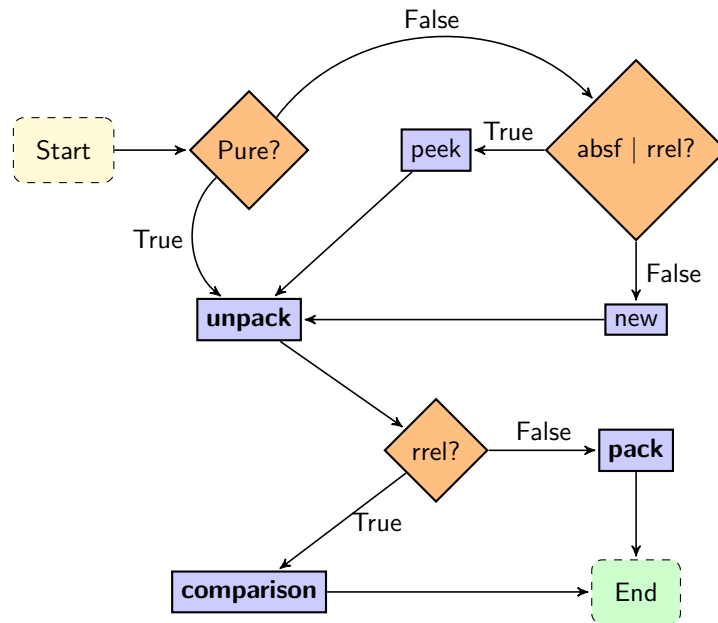 False
Start
Pure?
peek
True
absf | rrel?
True
False
unpack
new
rrel?
False
pack
True
comparison
End